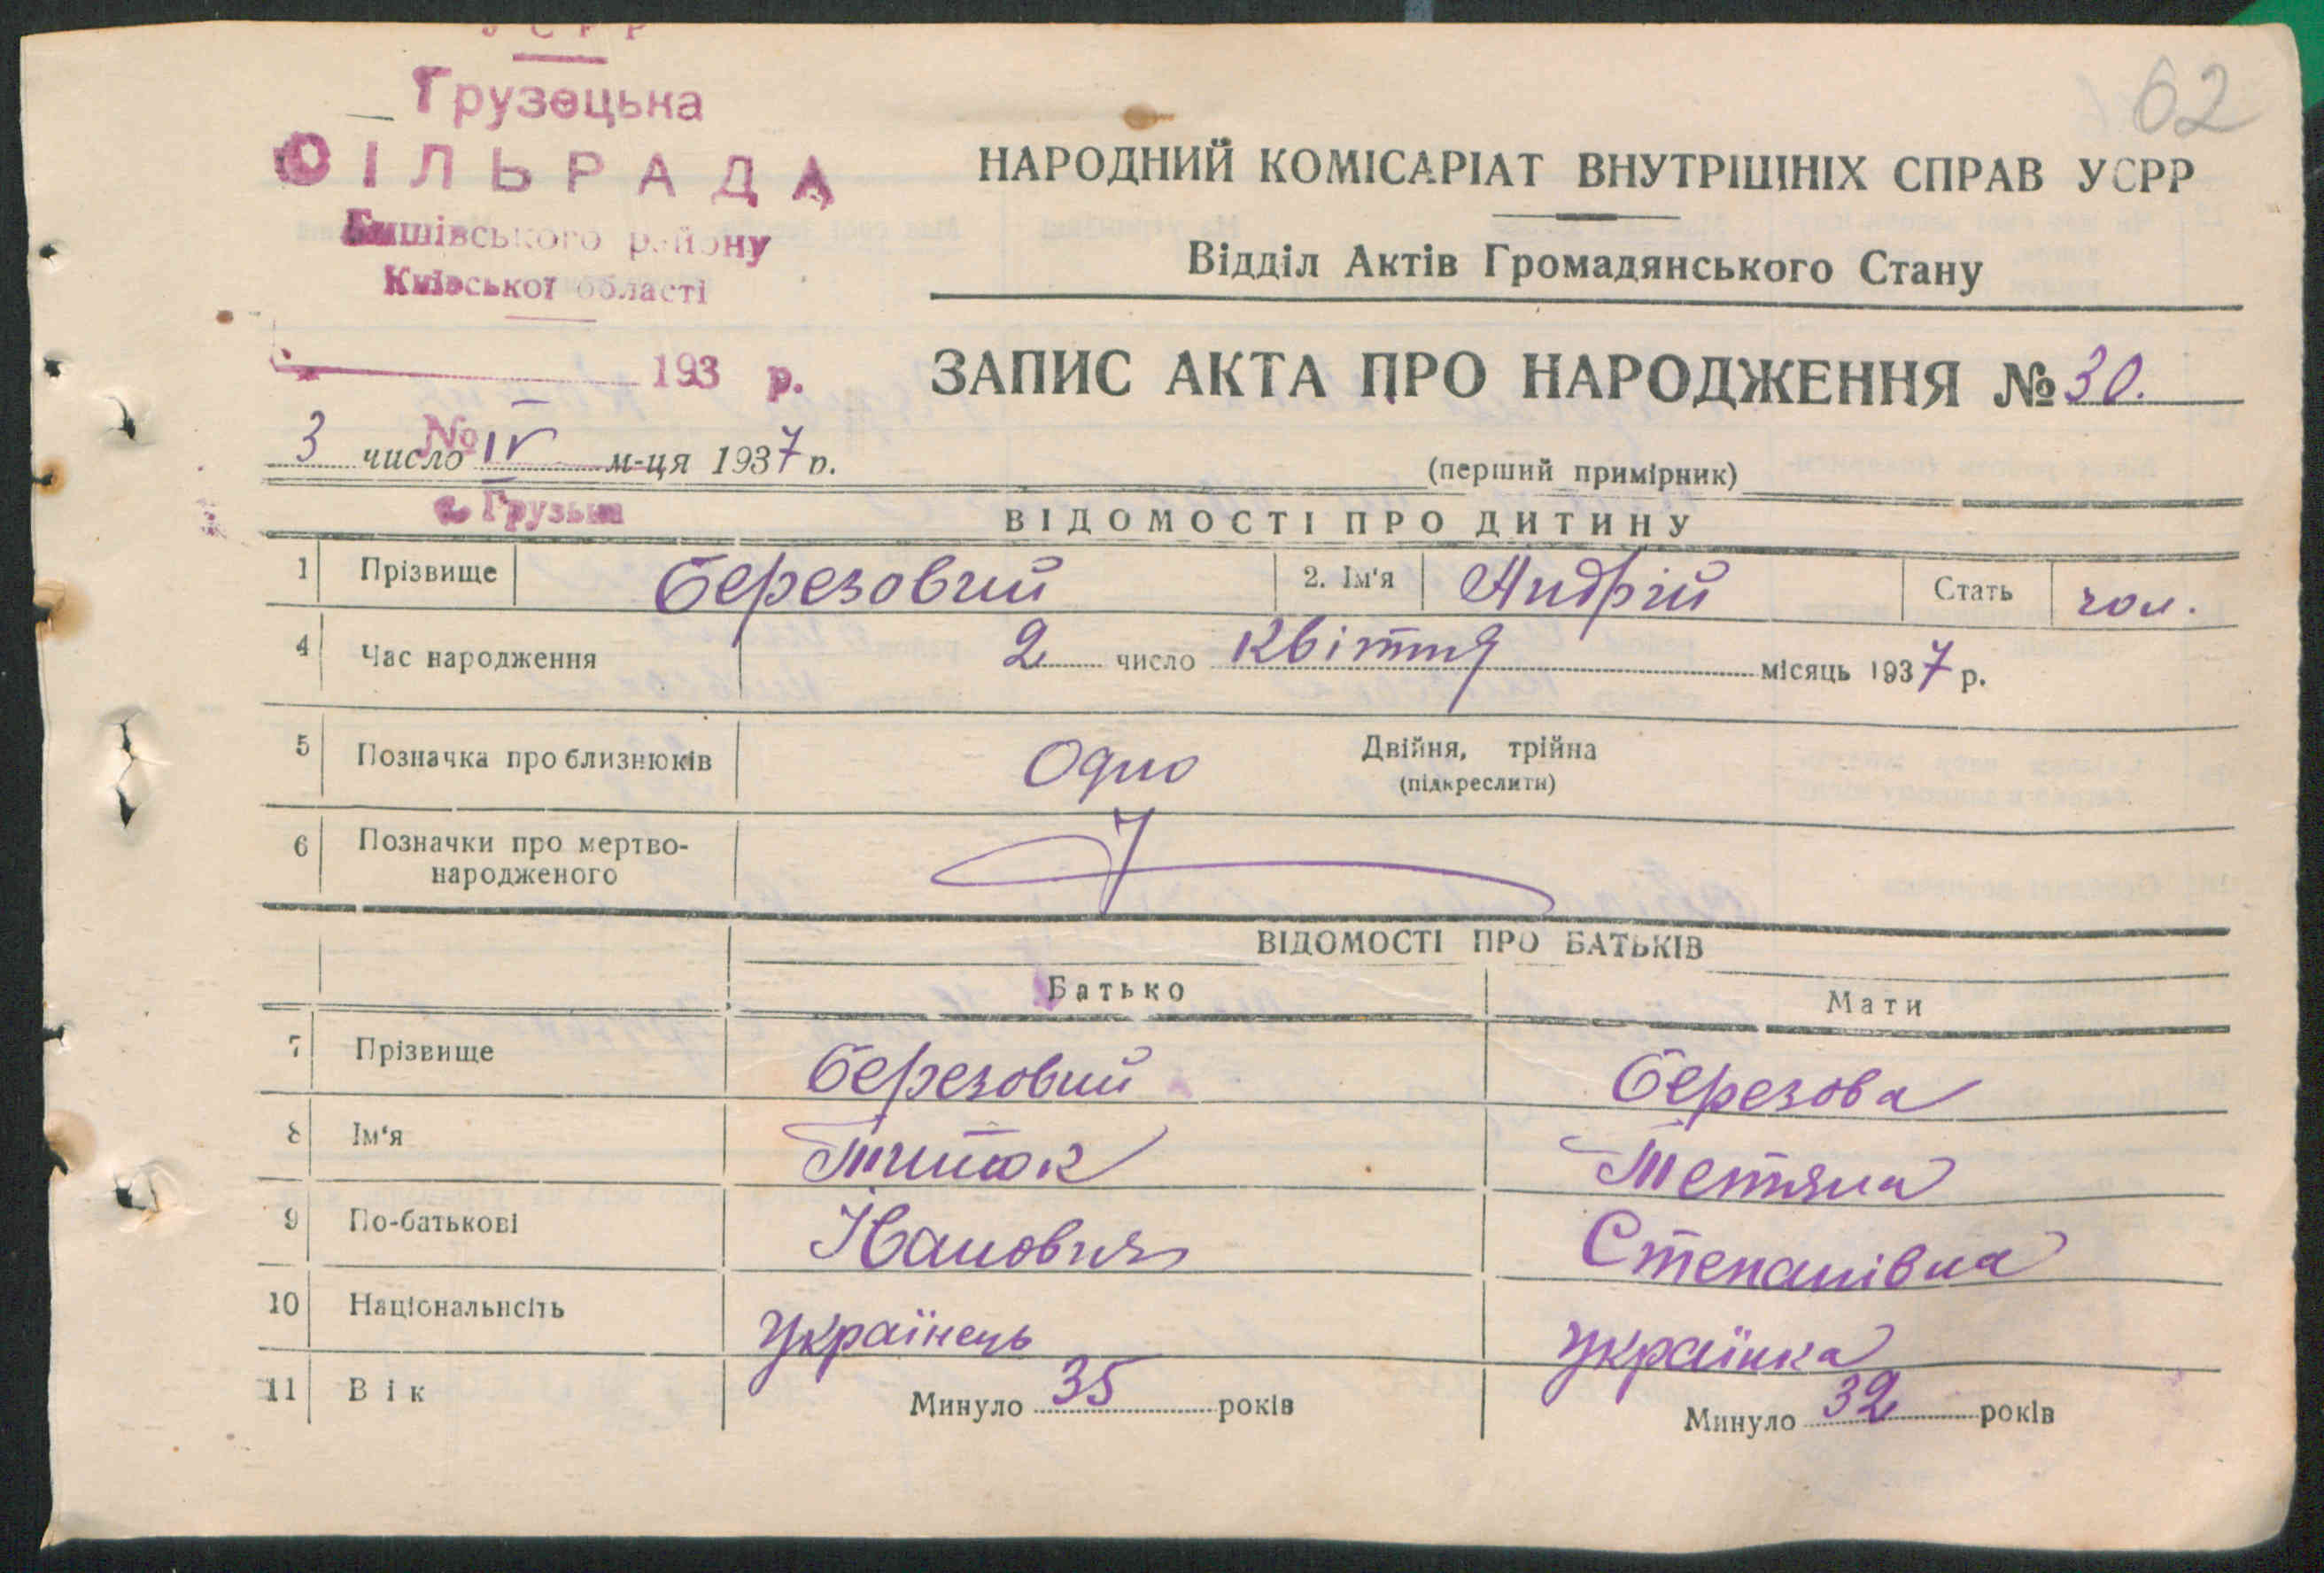 УСРР
62
Грузецька
СІЛЬРАДА
Бишівського району
Київської області
193 р.
№
с. Грузьке
НАРОДНИЙ КОМІСАРІАТ ВНУТРІШНІХ СПРАВ УСРР
Відділ Актів Громадянського Стану
ЗАПИС АКТА ПРО НАРОДЖЕННЯ № 30.
3 число IV м-ця 1937 р.
(перший примірник)
ВІДОМОСТІ ПРО ДИТИНУ
1 Прізвище Березовий 2. Ім'я Андрій Стать чол.
4 Час народження 2 число Квітня місяць 1937 р.
5 Позначка про близнюків Одно Двійня, трійна
(підкреслити)
6 Позначки про мертво-
народженого
ВІДОМОСТІ ПРО БАТЬКІВ
Батько Мати
7 Прізвище Березовий Березова
8 Ім'я Тетяна
9 По-батькові Іванович Степанівна
10 Національнсіть Українець Українка
11 Вік Минуло 35 років Минуло 32 років